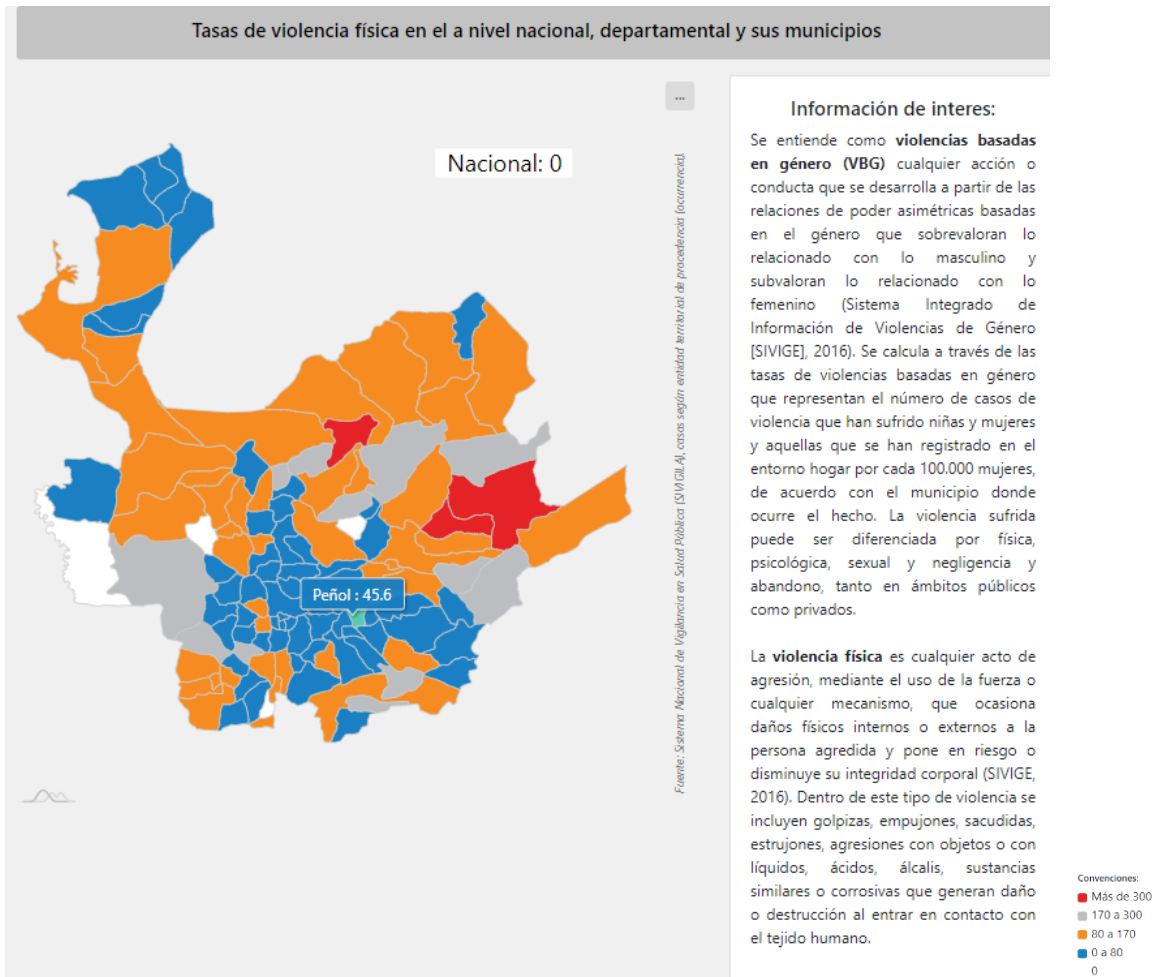 Tasas de violencia física en el a nivel nacional, departamental y sus municipios
...
Nacional: 0
Peñol : 45.6
Fuente: Sistema Nacional de Vigilancia en Salud Pública (SIVIGILA), casos según entidad territorial de procedencia (ocurrencia).
Información de interes:
Se entiende como violencias basadas
en género (VBG) cualquier acción o
conducta que se desarrolla a partir de las
relaciones de poder asimétricas basadas
en el género que sobrevaloran lo
relacionado con lo masculino y
subvaloran lo relacionado con lo
femenino (Sistema Integrado de
Información de Violencias de Género
[SIVIGE], 2016). Se calcula a través de las
tasas de violencias basadas en género
que representan el número de casos de
violencia que han sufrido niñas y mujeres
y aquellas que se han registrado en el
entorno hogar por cada 100.000 mujeres,
de acuerdo con el municipio donde
ocurre el hecho. La violencia sufrida
puede ser diferenciada por física,
psicológica, sexual y negligencia y
abandono, tanto en ámbitos públicos
como privados.
La violencia física es cualquier acto de
agresión, mediante el uso de la fuerza o
cualquier mecanismo, que ocasiona
daños físicos internos o externos a la
persona agredida y pone en riesgo o
disminuye su integridad corporal (SIVIGE,
2016). Dentro de este tipo de violencia se
incluyen golpizas, empujones, sacudidas,
estrujones, agresiones con objetos o con
líquidos, ácidos, álcalis, sustancias
similares o corrosivas que generan daño
o destrucción al entrar en contacto con
el tejido humano.
Convenciones:
Más de 300
170 a 300
80 a 170
0 a 80
0